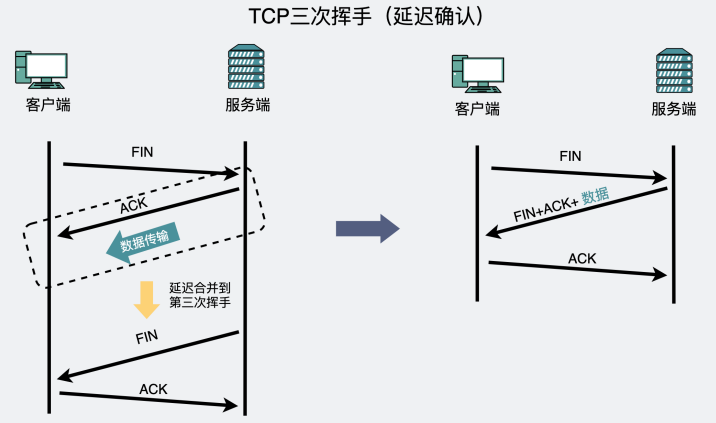 TCP三次挥手（延迟确认）
客户端
服务端
FIN
ACK
数据传输
延迟合并到
第三次挥手
FIN
ACK
客户端
服务端
FIN
FIN+ACK+ 数据
ACK